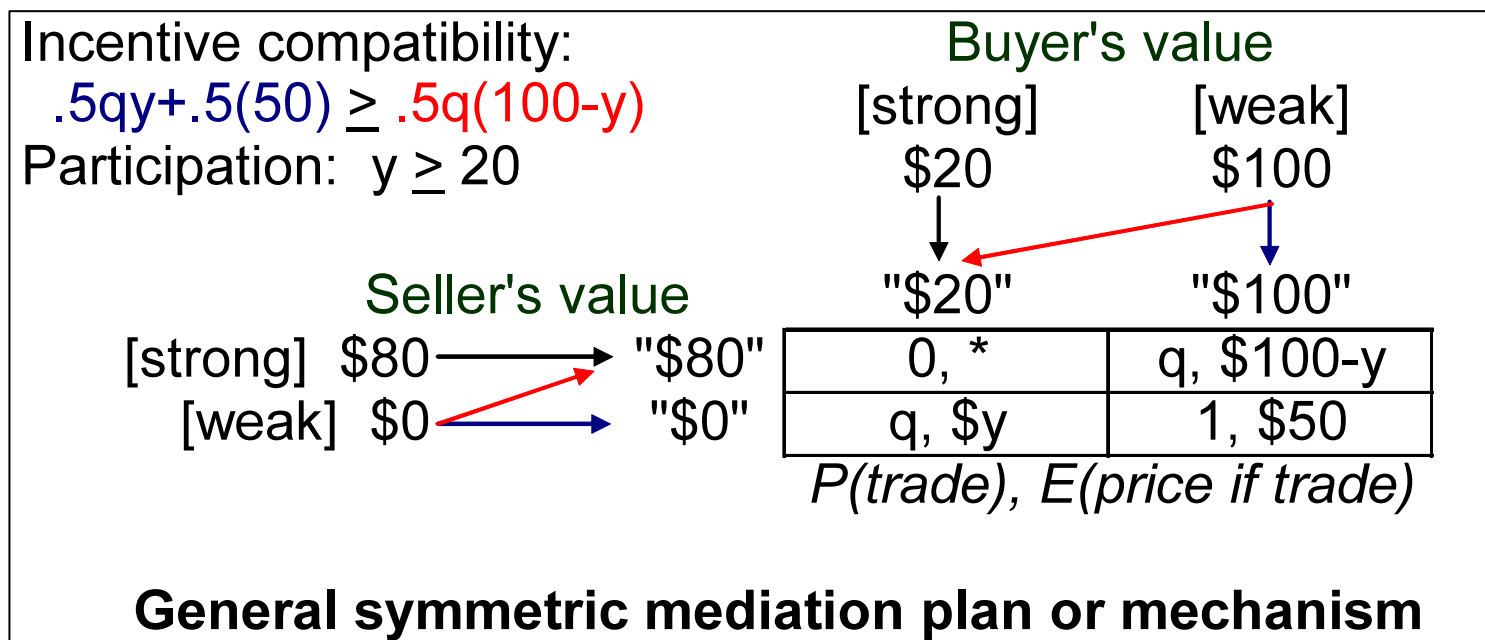 Incentive compatibility:
.5qy+.5(50) ≥ .5q(100-y)
Participation: y ≥ 20
Buyer's value
[strong] [weak]
$20 $100
"$20" "$100"
Seller's value
[strong] $80 "$80" 0, * q, $100-y
[weak] $0 "$0" q, $y 1, $50
P(trade), E(price if trade)
General symmetric mediation plan or mechanism